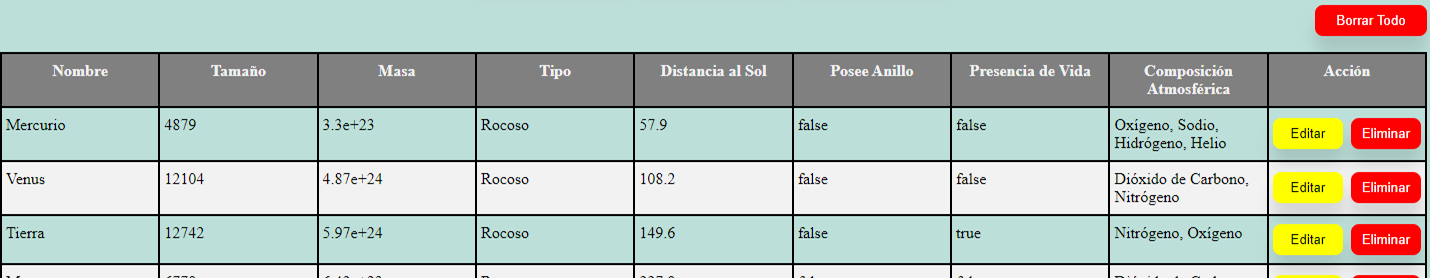 Borrar Todo
Nombre Tamaño Masa Tipo Distancia al Sol Posee Anillo Presencia de Vida Composición Atmosférica Acción
Mercurio 4879 3.3e+23 Rocoso 57.9 false false Oxígeno, Sodio, Hidrógeno, Helio Editar Eliminar
Venus 12104 4.87e+24 Rocoso 108.2 false false Dióxido de Carbono, Nitrógeno Editar Eliminar
Tierra 12742 5.97e+24 Rocoso 149.6 false true Nitrógeno, Oxígeno Editar Eliminar